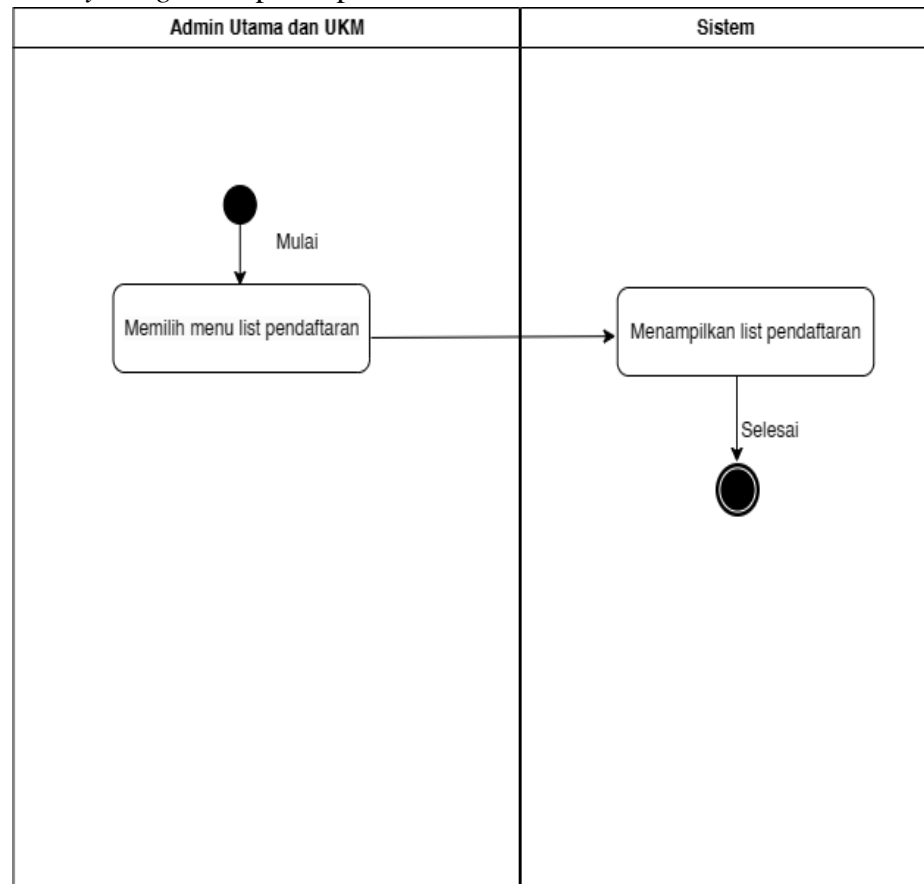 Admin Utama dan UKM
Sistem
Mulai
Memilih menu list pendaftaran
Menampilkan list pendaftaran
Selesai